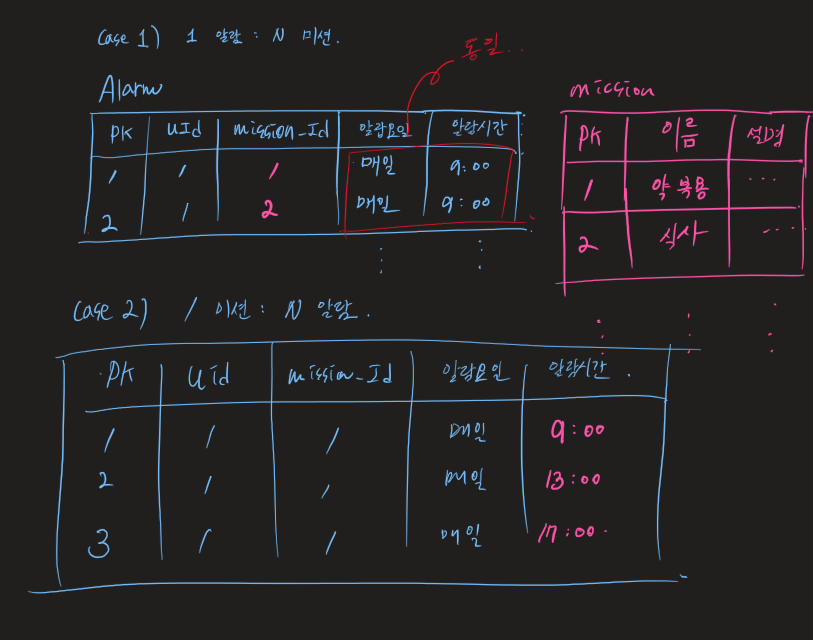 Case 1) 1 알람 : N 미션.
동일..
Alarm
PK UId mission_Id 알람요일 알람시간
1 1 1 매일 9:00
2 1 2 매일 9:00
mission
PK 이름 설명
1 약 복용 ...
2 식사 ....
Case 2) 1 미션 : N 알람.
PK Uid mission_Id 알람요일 알람시간.
1 1 1 매일 9:00
2 1 1 매일 13:00
3 1 1 매일 17:00.